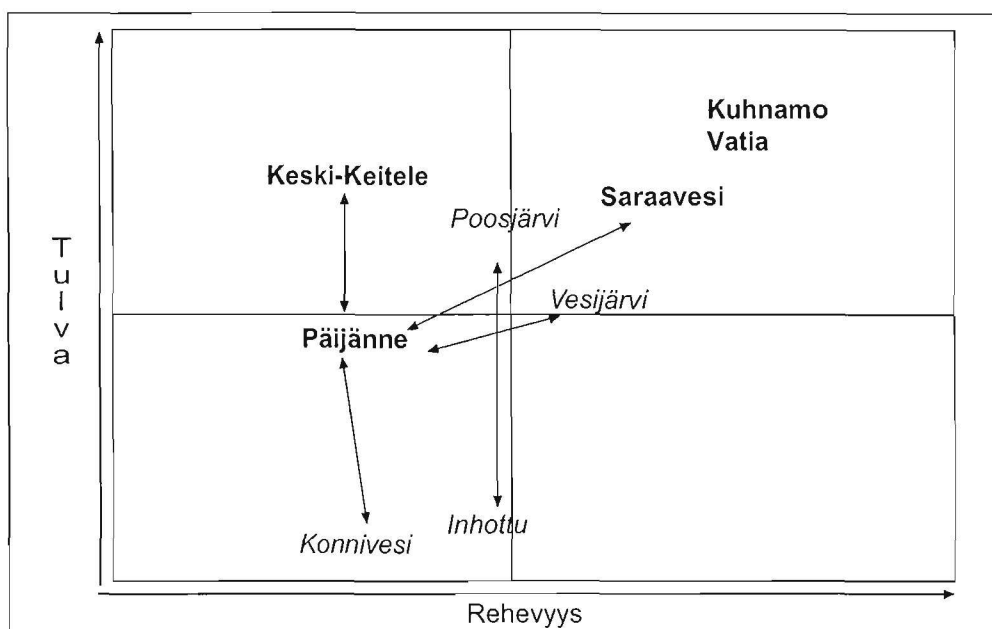 Kuhnamo
Vatia
Keski-Keitele
Saraavesi
Poosjärvi
Tulva
Vesijärvi
Päijänne
Inhottu
Konnivesi
Rehevyys